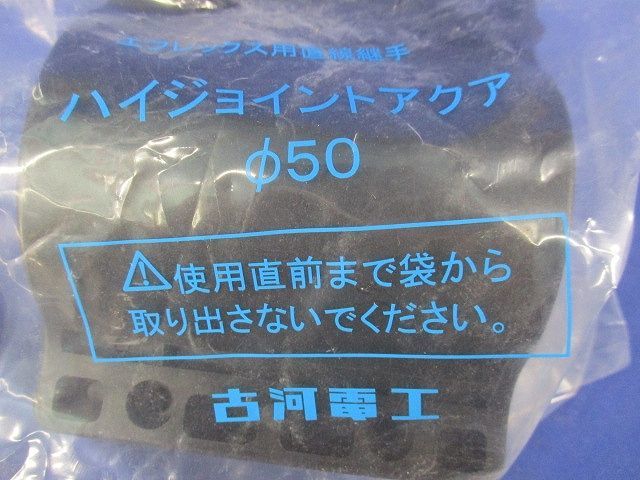 エフレックス用直線継手
ハイジョイントアクア
φ50
⚠使用直前まで袋から
取り出さないでください。
古河電工